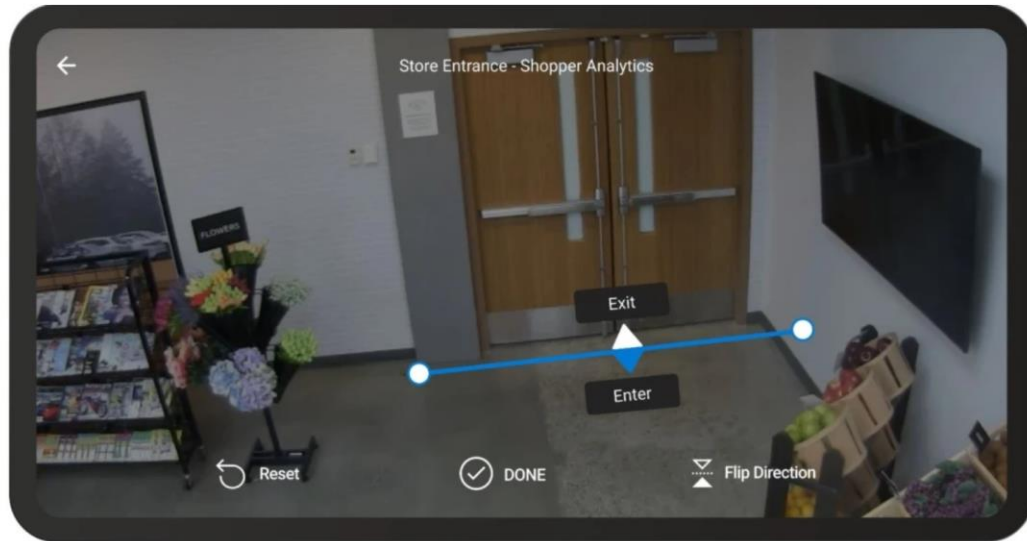 Store Entrance - Shopper Analytics
FLOWERS
Exit
Enter
Reset
DONE
Flip Direction